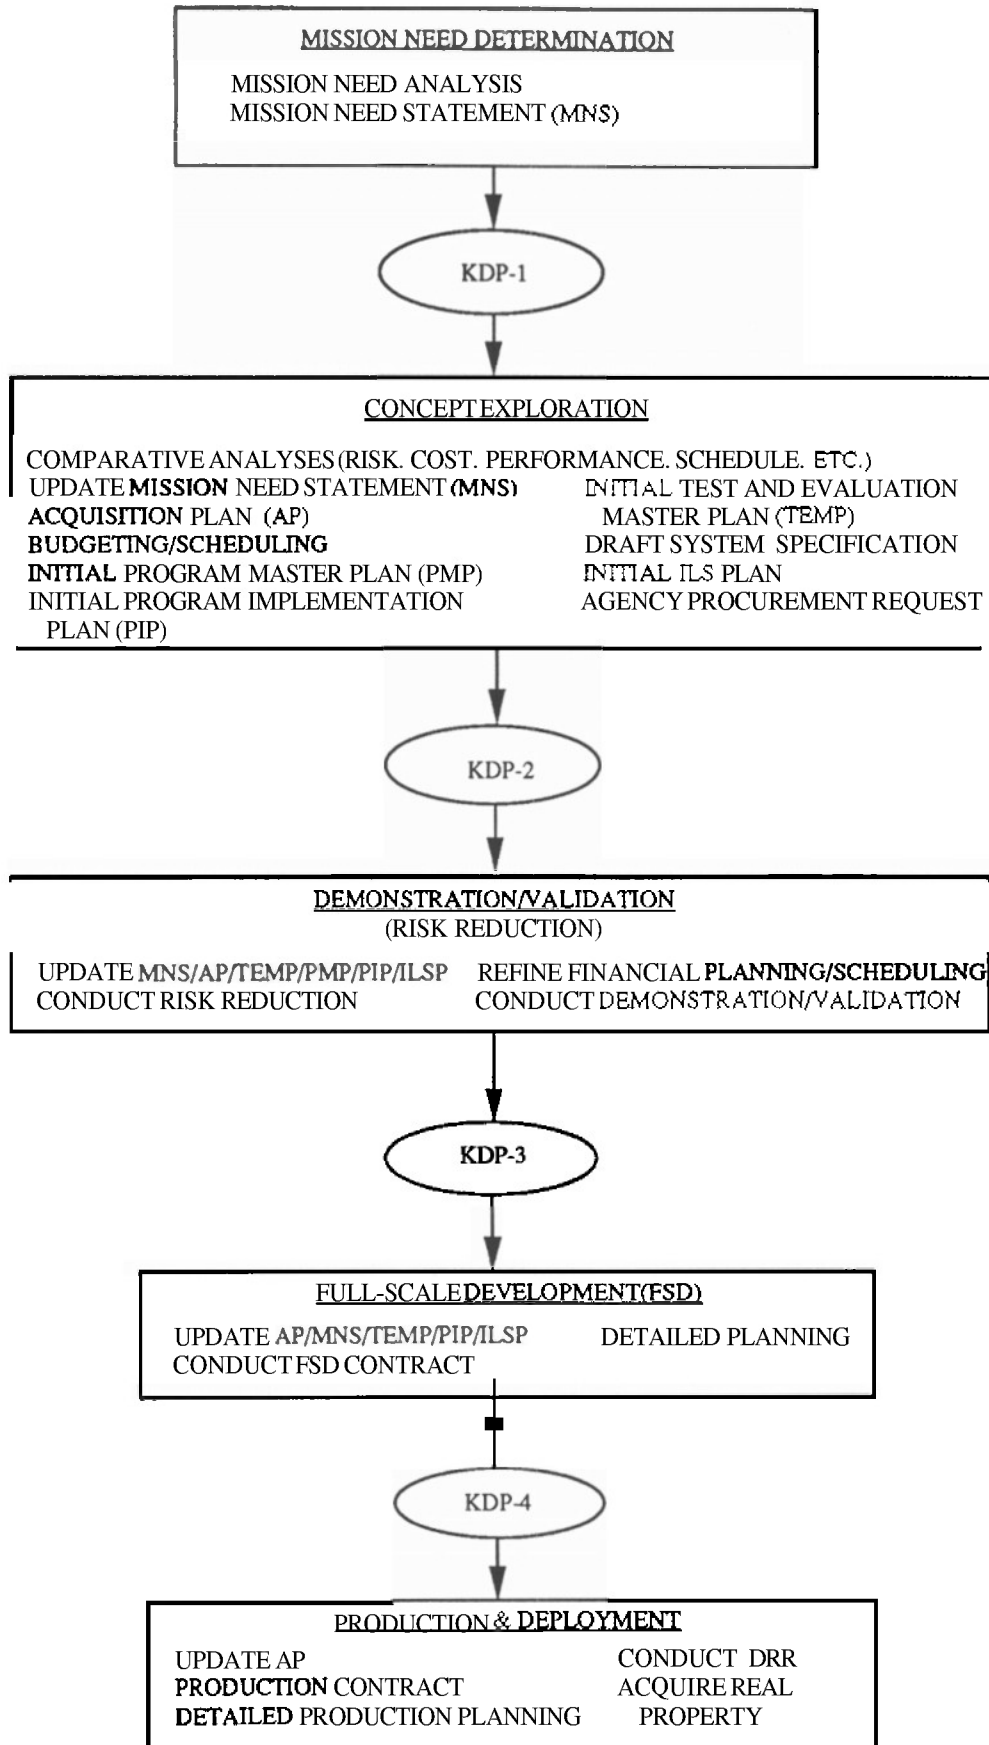 MISSION NEED DETERMINATION
MISSION NEED ANALYSIS
MISSION NEED STATEMENT (MNS)
KDP-1
CONCEPT EXPLORATION
COMPARATIVE ANALYSES (RISK. COST. PERFORMANCE. SCHEDULE. ETC.)
UPDATE MISSION NEED STATEMENT (MNS)
ACQUISITION PLAN (AP)
BUDGETING/SCHEDULING
INITIAL PROGRAM MASTER PLAN (PMP)
INITIAL PROGRAM IMPLEMENTATION
PLAN (PIP)
INITIAL TEST AND EVALUATION
MASTER PLAN (TEMP)
DRAFT SYSTEM SPECIFICATION
INITIAL ILS PLAN
AGENCY PROCUREMENT REQUEST
KDP-2
DEMONSTRATION/VALIDATION
(RISK REDUCTION)
UPDATE MNS/AP/TEMP/PMP/PIP/ILSP
CONDUCT RISK REDUCTION
REFINE FINANCIAL PLANNING/SCHEDULING
CONDUCT DEMONSTRATION/VALIDATION
KDP-3
FULL-SCALE DEVELOPMENT (FSD)
UPDATE AP/MNS/TEMP/PIP/ILSP
CONDUCT FSD CONTRACT
DETAILED PLANNING
KDP-4
PRODUCTION & DEPLOYMENT
UPDATE AP
PRODUCTION CONTRACT
DETAILED PRODUCTION PLANNING
CONDUCT DRR
ACQUIRE REAL
PROPERTY